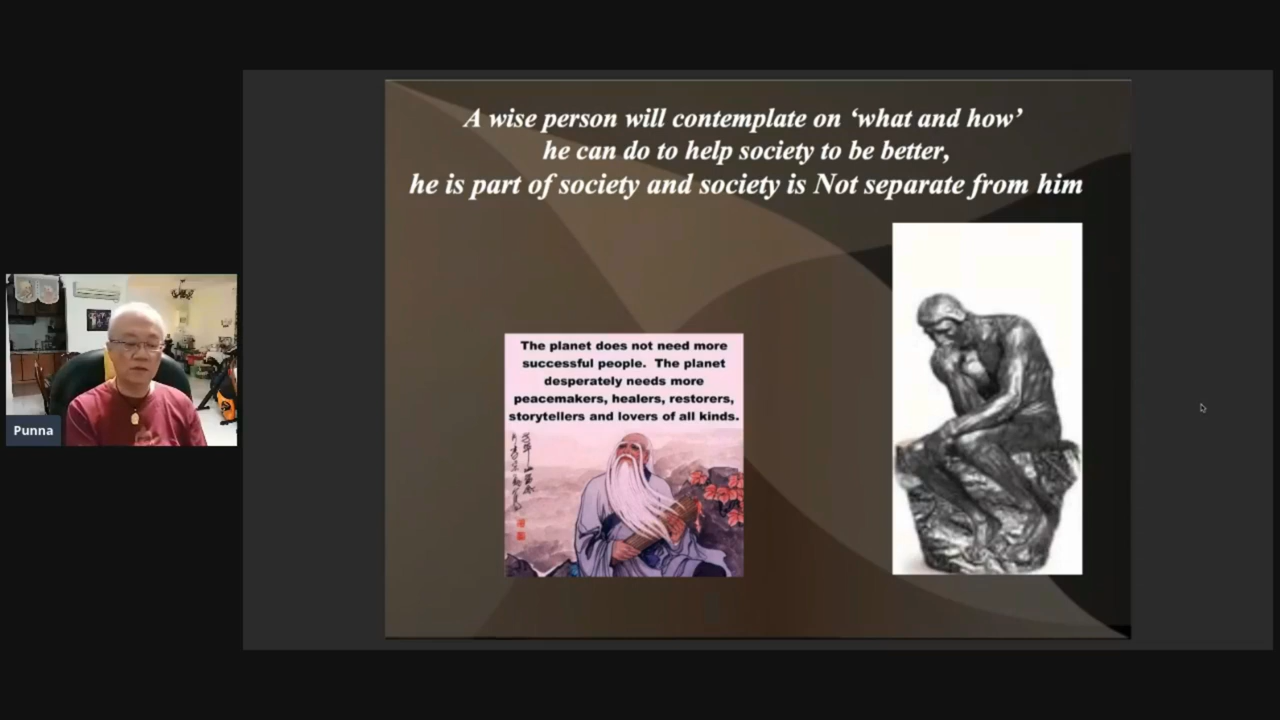 A wise person will contemplate on ‘what and how’
he can do to help society to be better,
he is part of society and society is Not separate from him
The planet does not need more
successful people.  The planet
desperately needs more
peacemakers, healers, restorers,
storytellers and lovers of all kinds.
Punna